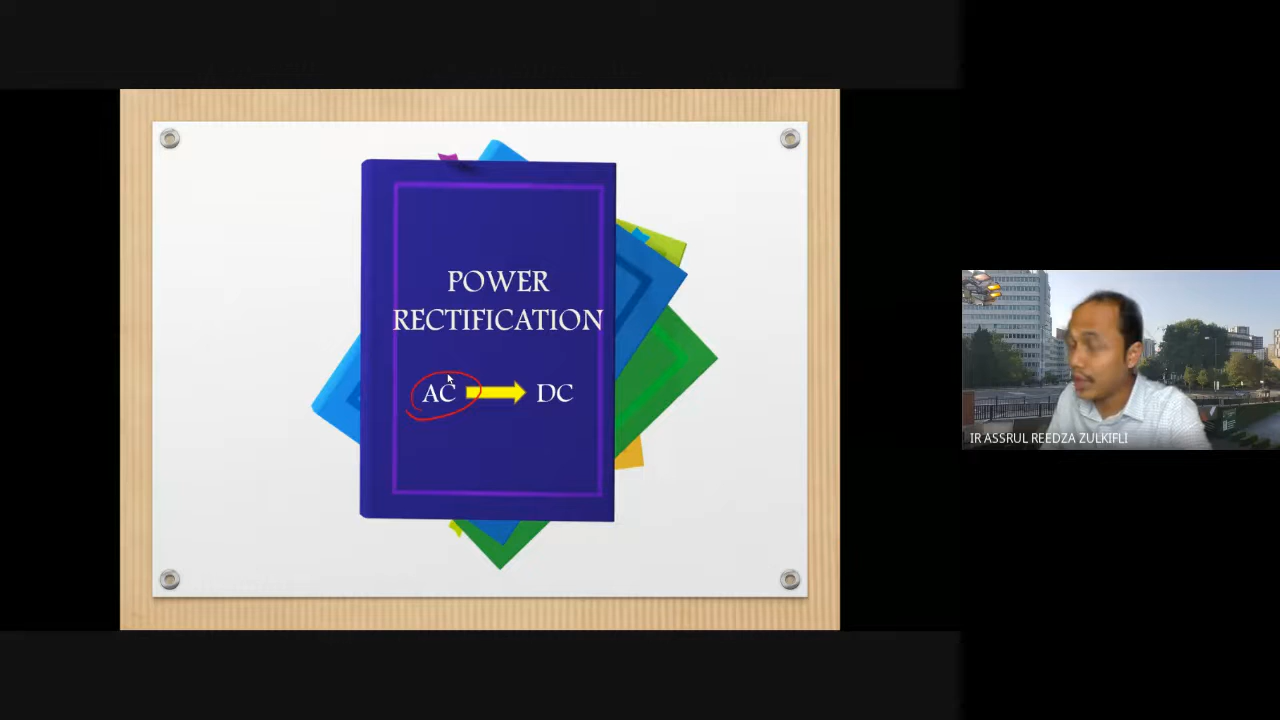 POWER
RECTIFICATION
AC DC
IR ASSRUL REEDZA ZULKIFLI